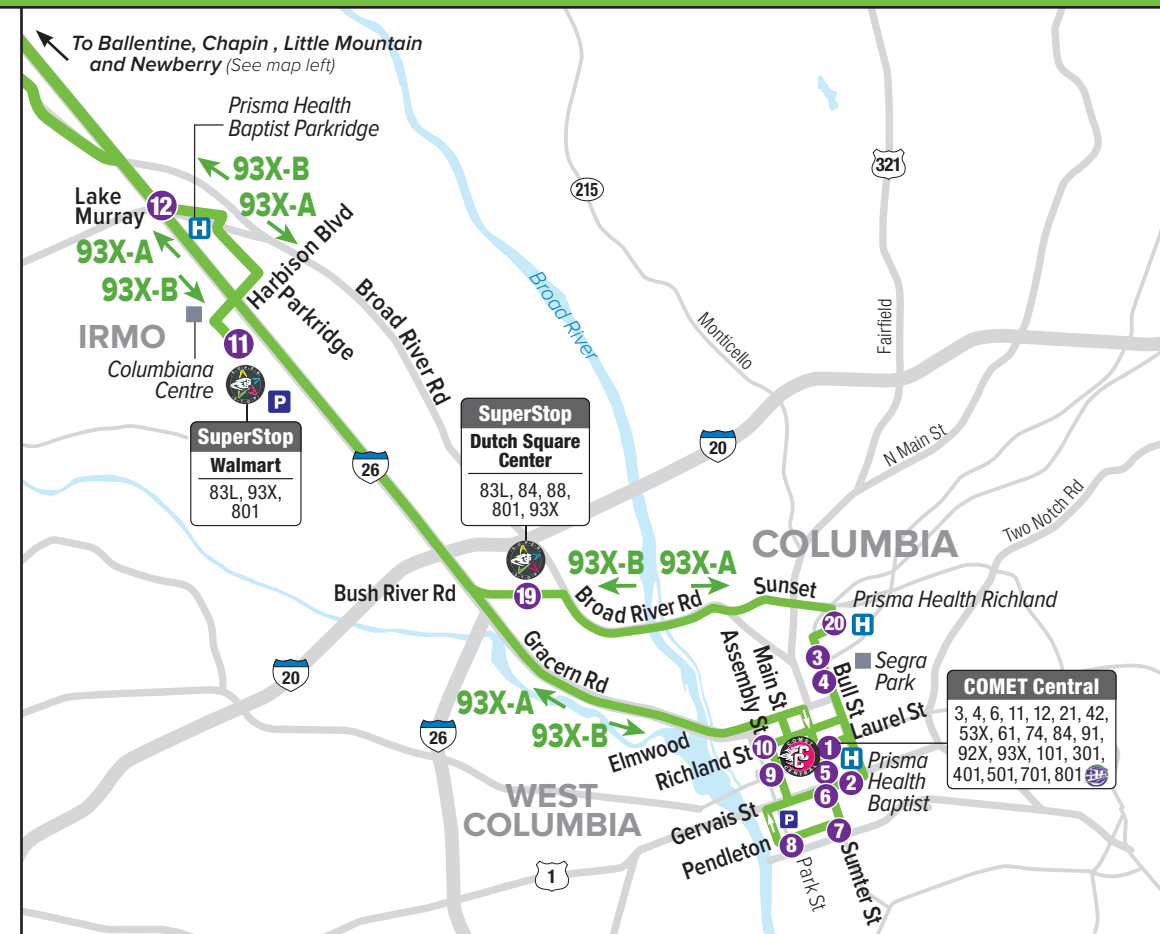 To Ballentine, Chapin , Little Mountain
and Newberry (See map left)
Prisma Health
Baptist Parkridge
93X-B
93X-A
Lake
Murray
12
H
93X-A
93X-B
Harbison Blvd
Parkridge
Broad River Rd
IRMO
11
Columbiana
Centre
P
SuperStop
Walmart
83L, 93X,
801
26
SuperStop
Dutch Square
Center
83L, 84, 88,
801, 93X
215
321
Broad River
Monticello
Fairfield
20
N Main St
Two Notch Rd
COLUMBIA
93X-B
93X-A
Bush River Rd
19
Broad River Rd
Sunset
Prisma Health Richland
20
H
3
4
Segra
Park
Bull St
Main St
Assembly St
Laurel St
COMET Central
3, 4, 6, 11, 12, 21, 42,
53X, 61, 74, 84, 91,
92X, 93X, 101, 301,
401, 501, 701, 801
20
Gracern Rd
93X-A
93X-B
26
Elmwood
Richland St
10
9
1
5
H
2
6
Prisma
Health
Baptist
WEST
COLUMBIA
Gervais St
P
7
Pendleton
8
Park St
Sumter St
1